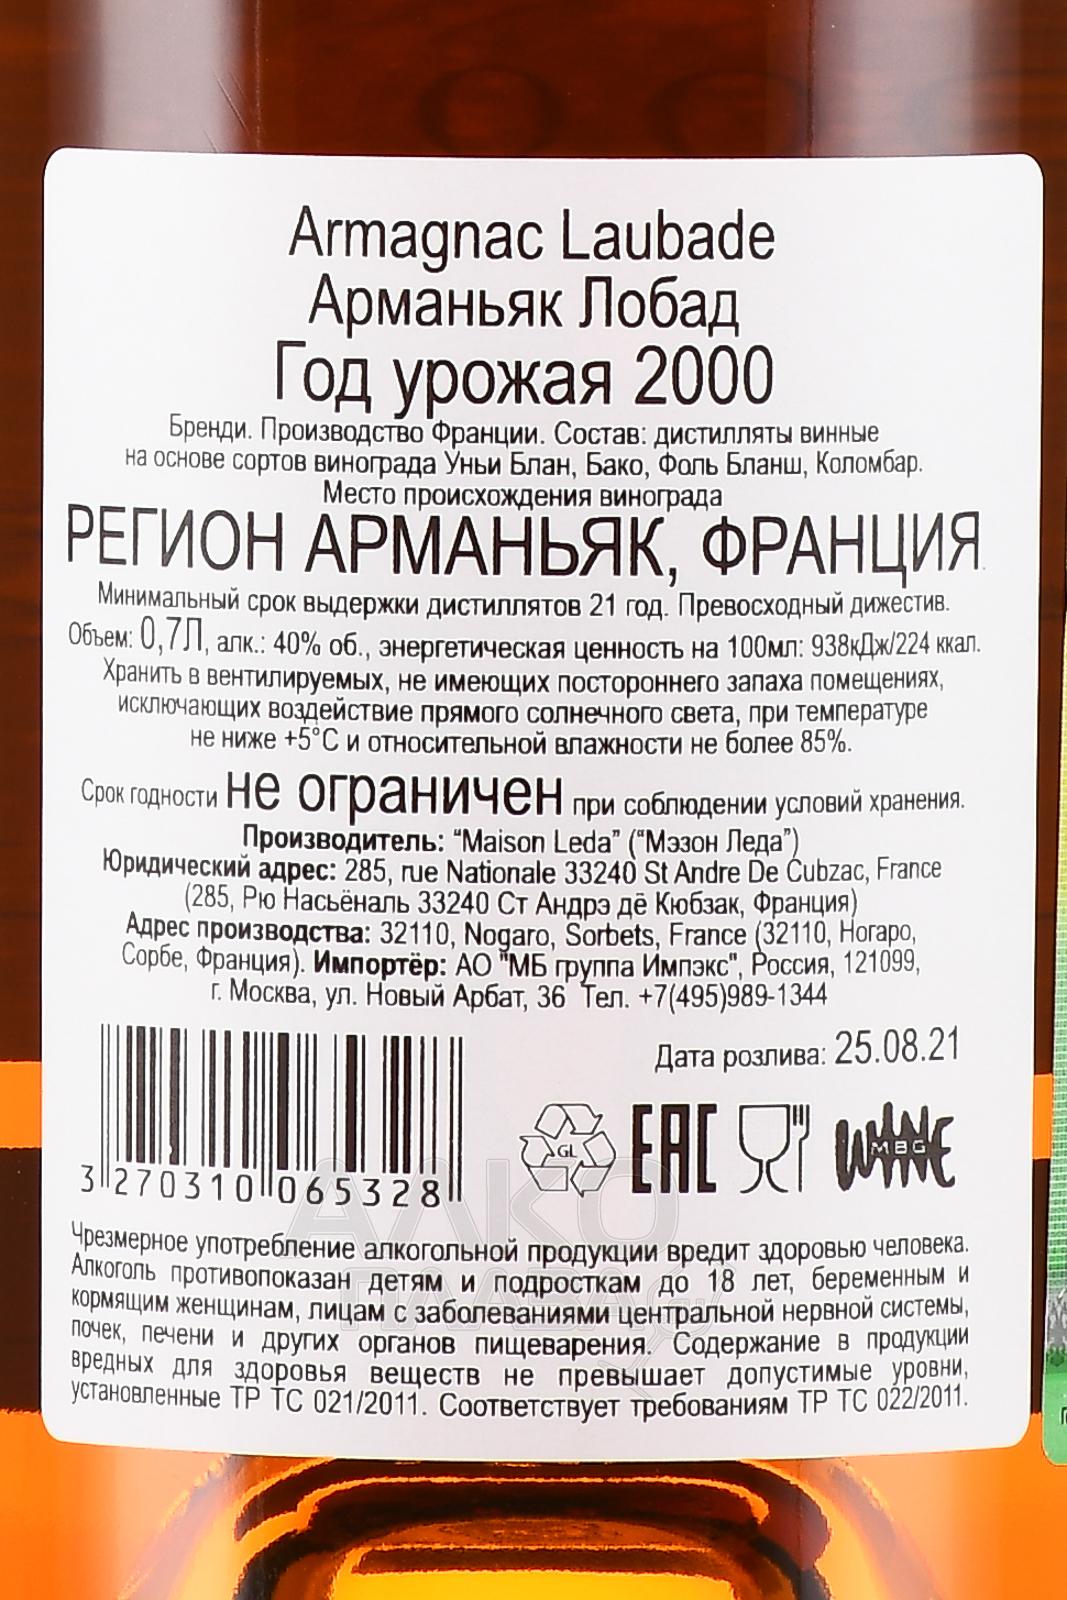 Armagnac Laubade
Арманьяк Лобад
Год урожая 2000
Бренди. Производство Франции. Состав: дистилляты винные
на основе сортов винограда Уньи Блан, Бако, Фоль Бланш, Коломбар.
Место происхождения винограда
РЕГИОН АРМАНЬЯК, ФРАНЦИЯ.
Минимальный срок выдержки дистиллятов 21 год. Превосходный дижестив.
Объем: 0,7Л, алк.: 40% об., энергетическая ценность на 100мл: 938кДж/224 ккал.
Хранить в вентилируемых, не имеющих постороннего запаха помещениях,
исключающих воздействие прямого солнечного света, при температуре
не ниже +5°С и относительной влажности не более 85%.
Срок годности не ограничен при соблюдении условий хранения.
Производитель: "Maison Leda" ("Мэзон Леда")
Юридический адрес: 285, rue Nationale 33240 St Andre De Cubzac, France
(285, Рю Насьёналь 33240 Ст Андрэ дё Кюбзак, Франция)
Адрес производства: 32110, Nogaro, Sorbets, France (32110, Ногаро,
Сорбе, Франция). Импортёр: АО "МБ группа Импэкс", Россия, 121099,
г. Москва, ул. Новый Арбат, 36 Тел. +7(495)989-1344
Дата розлива: 25.08.21
GL
EAC
WINE
MBG
3 270310 065328
АЛКО
ПЛАЗА
Чрезмерное употребление алкогольной продукции вредит здоровью человека.
Алкоголь противопоказан детям и подросткам до 18 лет, беременным и
кормящим женщинам, лицам с заболеваниями центральной нервной системы,
почек, печени и других органов пищеварения. Содержание в продукции
вредных для здоровья веществ не превышает допустимые уровни,
установленные ТР ТС 021/2011. Соответствует требованиям ТР ТС 022/2011.